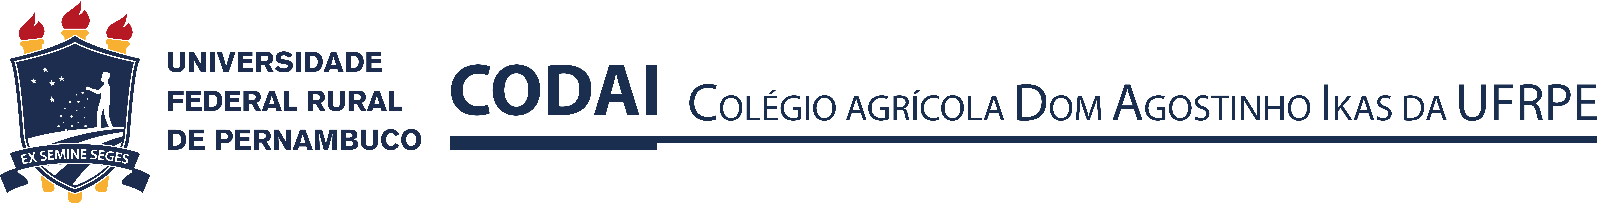 EX SEMINE SEGES
UNIVERSIDADE
FEDERAL RURAL
DE PERNAMBUCO
CODAI
COLÉGIO AGRÍCOLA DOM AGOSTINHO IKAS DA UFRPE